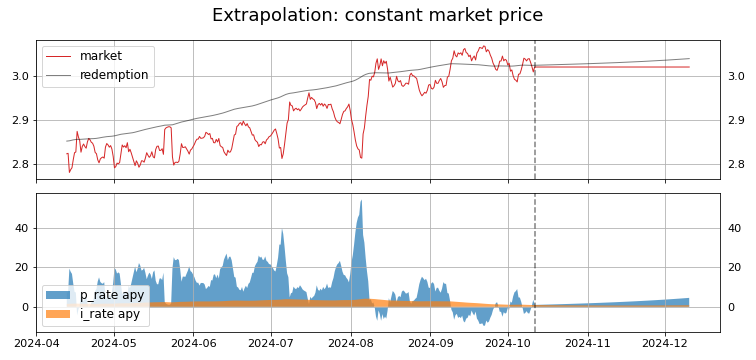 Extrapolation: constant market price
market
redemption
3.0 3.0
2.9 2.9
2.8 2.8
40 40
20 20
0 0
p_rate apy
i_rate apy
2024-04 2024-05 2024-06 2024-07 2024-08 2024-09 2024-10 2024-11 2024-12